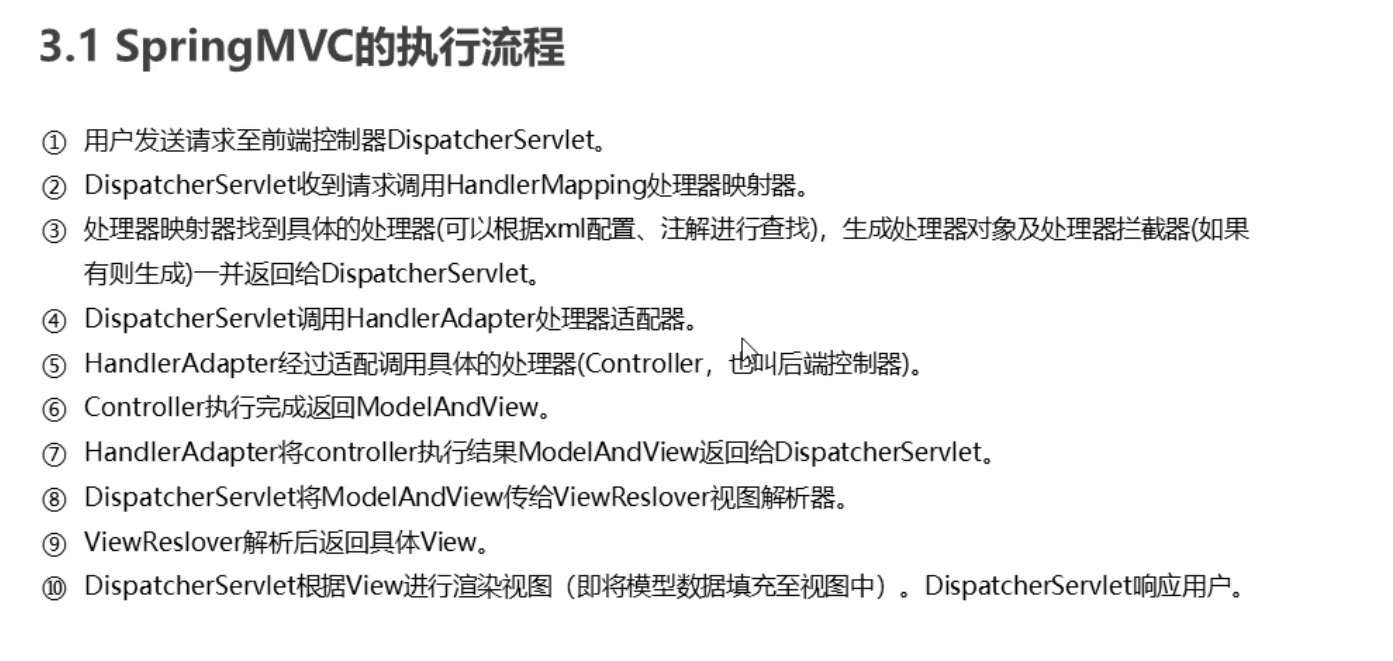 3.1 SpringMVC的执行流程
① 用户发送请求至前端控制器DispatcherServlet。
② DispatcherServlet收到请求调用HandlerMapping处理器映射器。
③ 处理器映射器找到具体的处理器(可以根据xml配置、注解进行查找)，生成处理器对象及处理器拦截器(如果
有则生成)一并返回给DispatcherServlet。
④ DispatcherServlet调用HandlerAdapter处理器适配器。
⑤ HandlerAdapter经过适配调用具体的处理器(Controller，也叫后端控制器)。
⑥ Controller执行完成返回ModelAndView。
⑦ HandlerAdapter将controller执行结果ModelAndView返回给DispatcherServlet。
⑧ DispatcherServlet将ModelAndView传给ViewReslover视图解析器。
⑨ ViewReslover解析后返回具体View。
⑩ DispatcherServlet根据View进行渲染视图（即将模型数据填充至视图中）。DispatcherServlet响应用户。